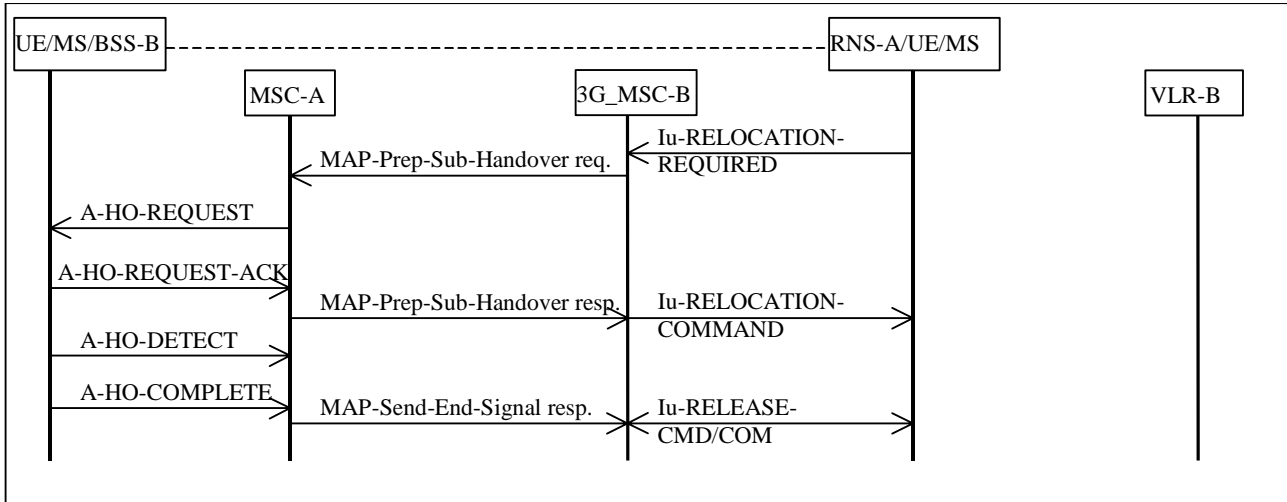 UE/MS/BSS-B
RNS-A/UE/MS
MSC-A
3G_MSC-B
VLR-B
Iu-RELOCATION-
REQUIRED
MAP-Prep-Sub-Handover req.
A-HO-REQUEST
A-HO-REQUEST-ACK
MAP-Prep-Sub-Handover resp.
Iu-RELOCATION-
COMMAND
A-HO-DETECT
A-HO-COMPLETE
MAP-Send-End-Signal resp.
Iu-RELEASE-
CMD/COM